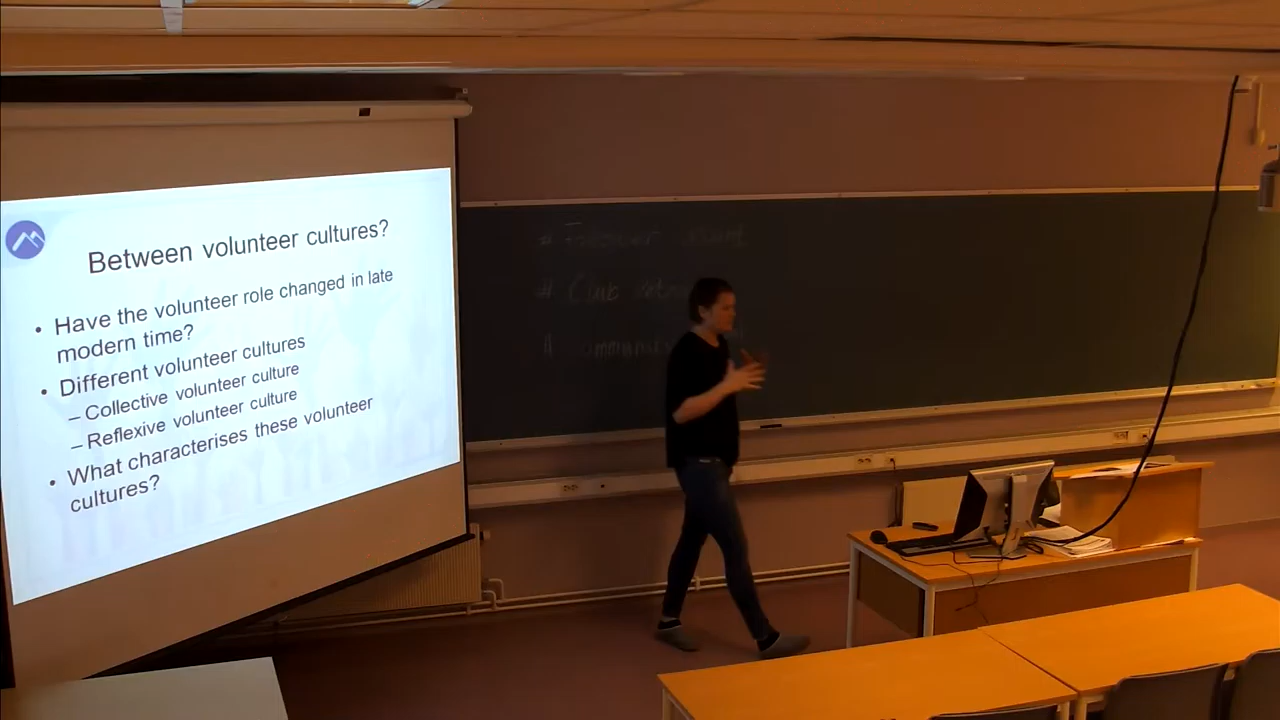 Between volunteer cultures?
• Have the volunteer role changed in late
modern time?
• Different volunteer cultures
– Collective volunteer culture
– Reflexive volunteer culture
• What characterises these volunteer
cultures?
# Club